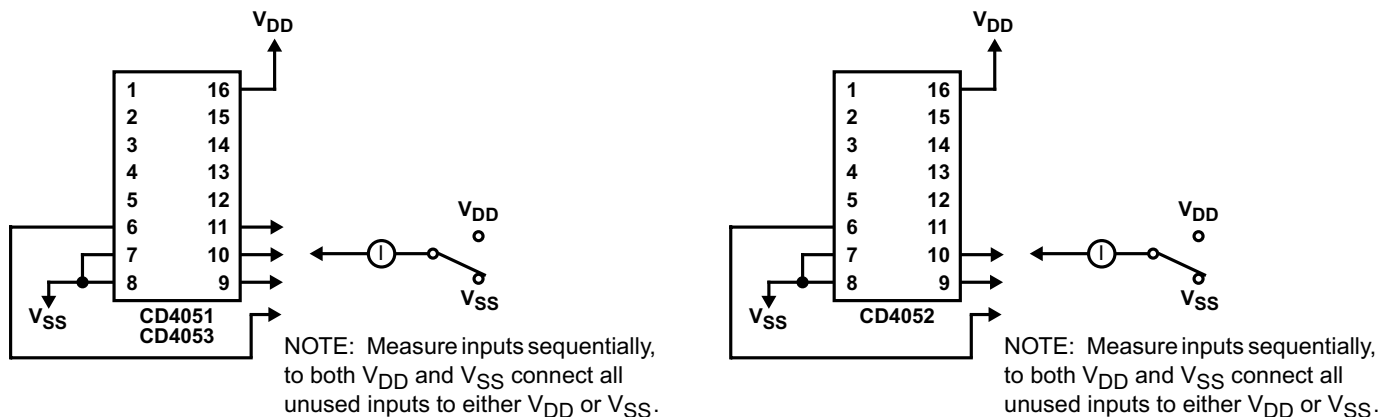 VDD
1 16
2 15
3 14
4 13
5 12
6 11
7 10
8 9
VSS
CD4051
CD4053
VDD
I
VSS
NOTE: Measure inputs sequentially,
to both VDD and VSS connect all
unused inputs to either VDD or VSS.
VDD
1 16
2 15
3 14
4 13
5 12
6 11
7 10
8 9
VSS
CD4052
VDD
I
VSS
NOTE: Measure inputs sequentially,
to both VDD and VSS connect all
unused inputs to either VDD or VSS.